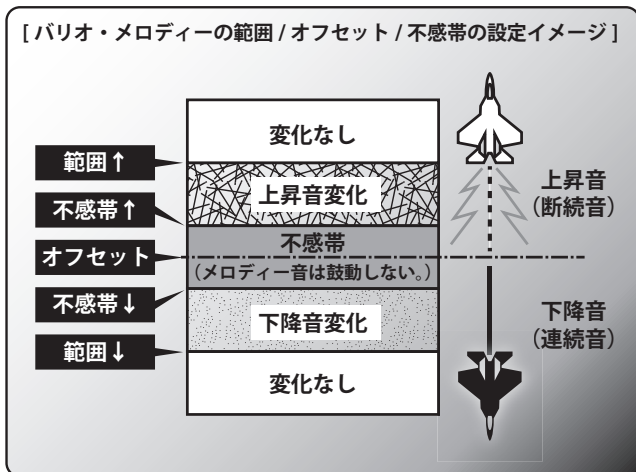 [ バリオ・メロディーの範囲 / オフセット / 不感帯の設定イメージ ]
変化なし
範囲↑
上昇音変化
上昇音
(断続音)
不感帯↑
不感帯
オフセット
(メロディー音は鼓動しない。)
不感帯↓
下降音変化
下降音
(連続音)
範囲↓
変化なし